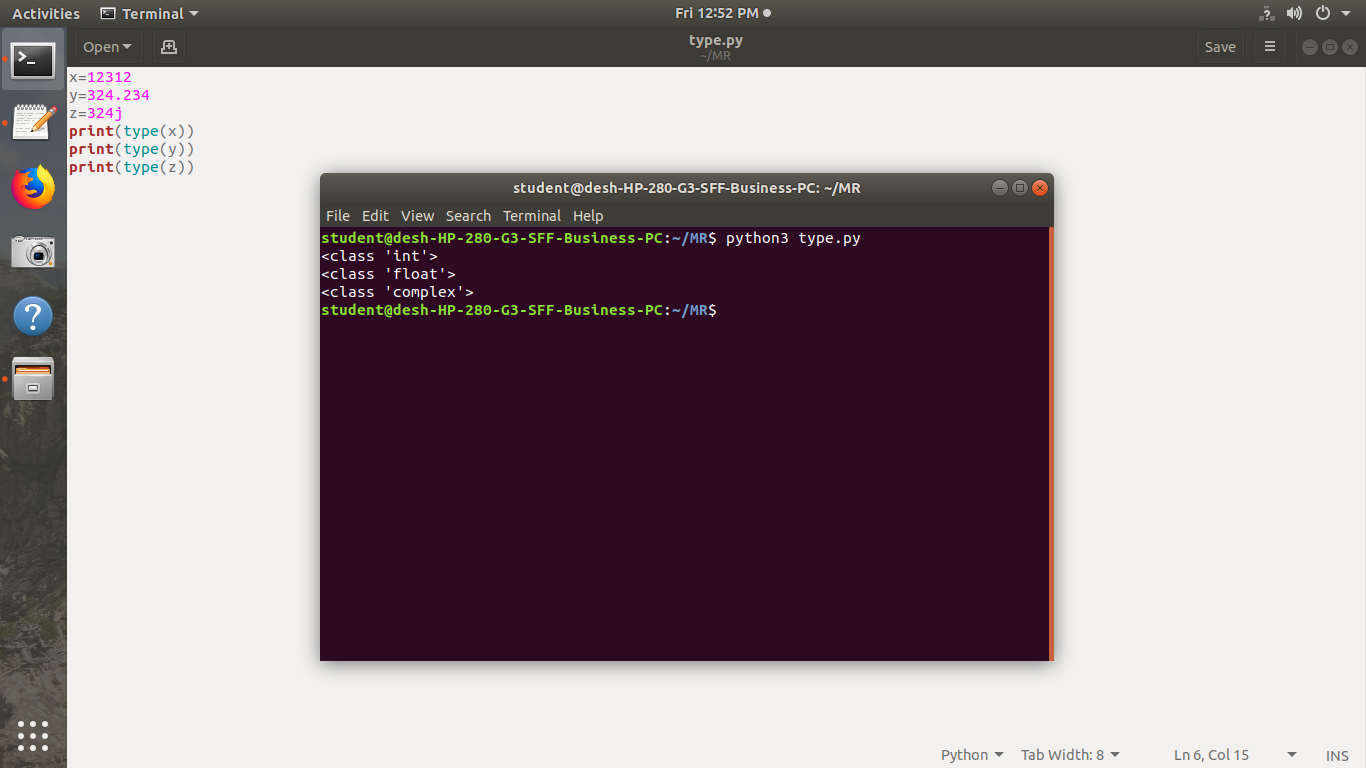 Activities Terminal Fri 12:52 PM
Open type.py Save
~/MR
x=12312
y=324.234
z=324j
print(type(x))
print(type(y))
print(type(z))
student@desh-HP-280-G3-SFF-Business-PC: ~/MR
File Edit View Search Terminal Help
student@desh-HP-280-G3-SFF-Business-PC:~/MR$ python3 type.py
<class 'int'>
<class 'float'>
<class 'complex'>
student@desh-HP-280-G3-SFF-Business-PC:~/MR$
Python Tab Width: 8 Ln 6, Col 15 INS